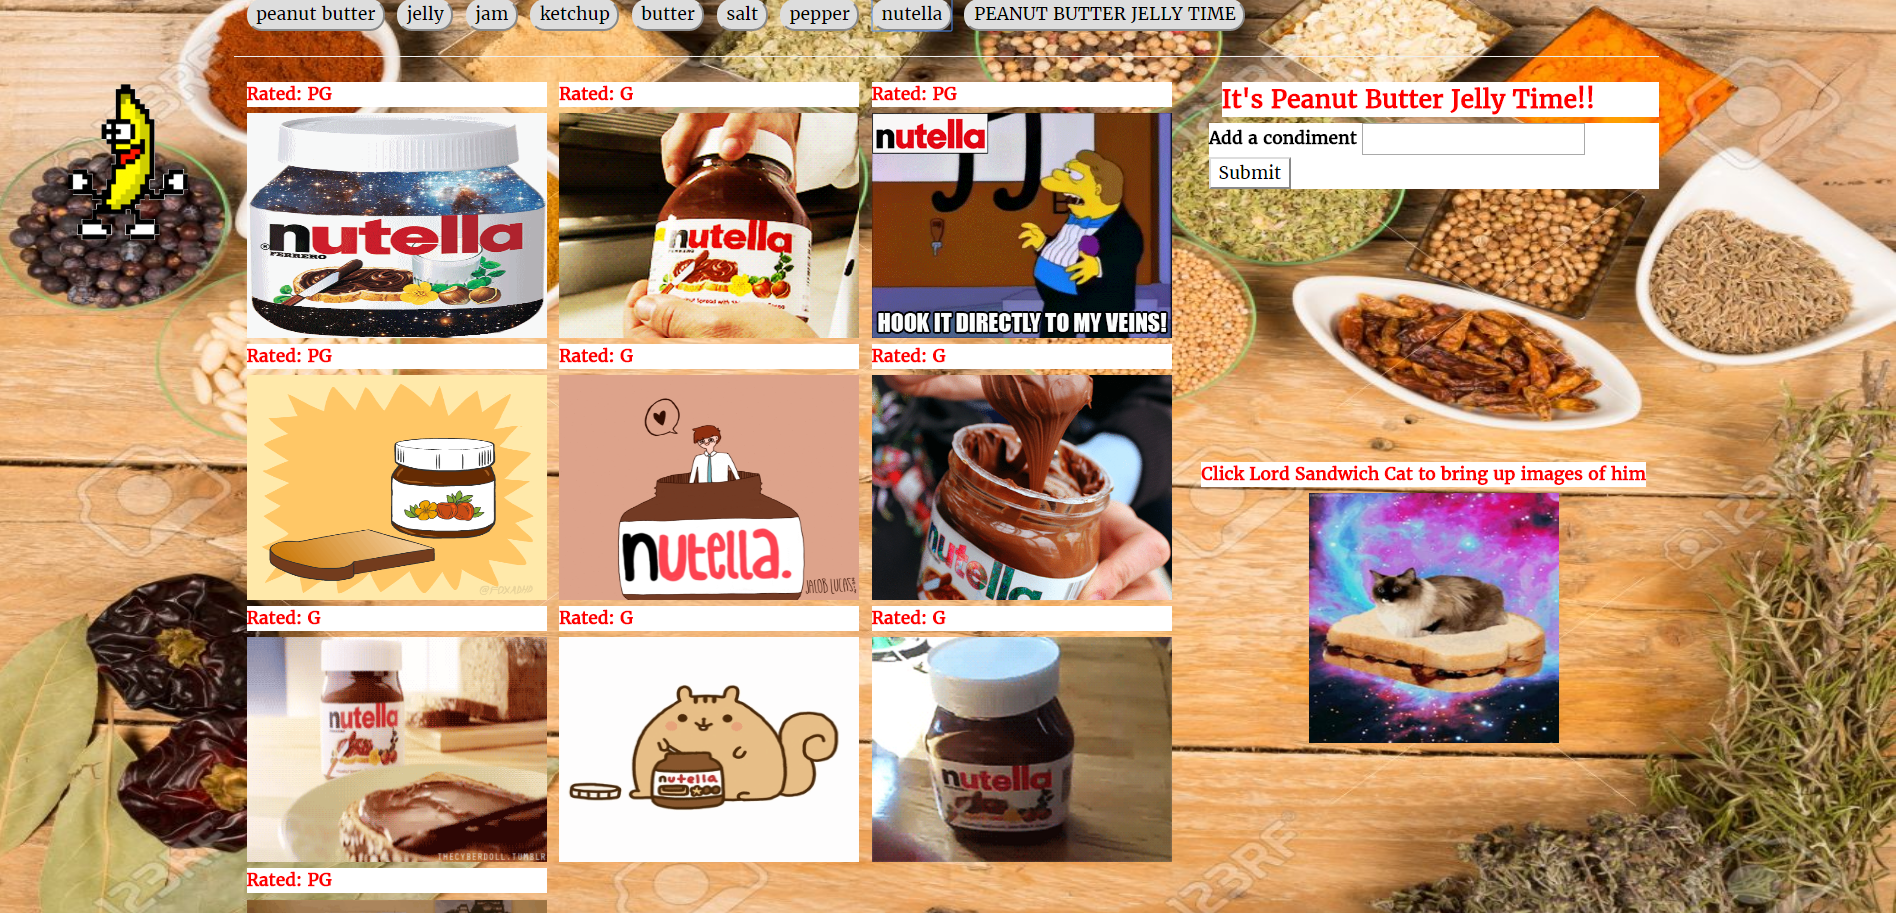 peanut butter jelly jam ketchup butter salt pepper nutella PEANUT BUTTER JELLY TIME
Rated: PG Rated: G Rated: PG
It's Peanut Butter Jelly Time!!
Add a condiment
Submit
nutella
FERRERO
nutella
nutella
HOOK IT DIRECTLY TO MY VEINS!
Rated: PG Rated: G Rated: G
nutella.
JACOB LUCAS
nutella
Click Lord Sandwich Cat to bring up images of him
Rated: G Rated: G Rated: G
nutella
THECYBERDOLL.TUMBLR
nutella
nutella
Rated: PG
123RF
123RF